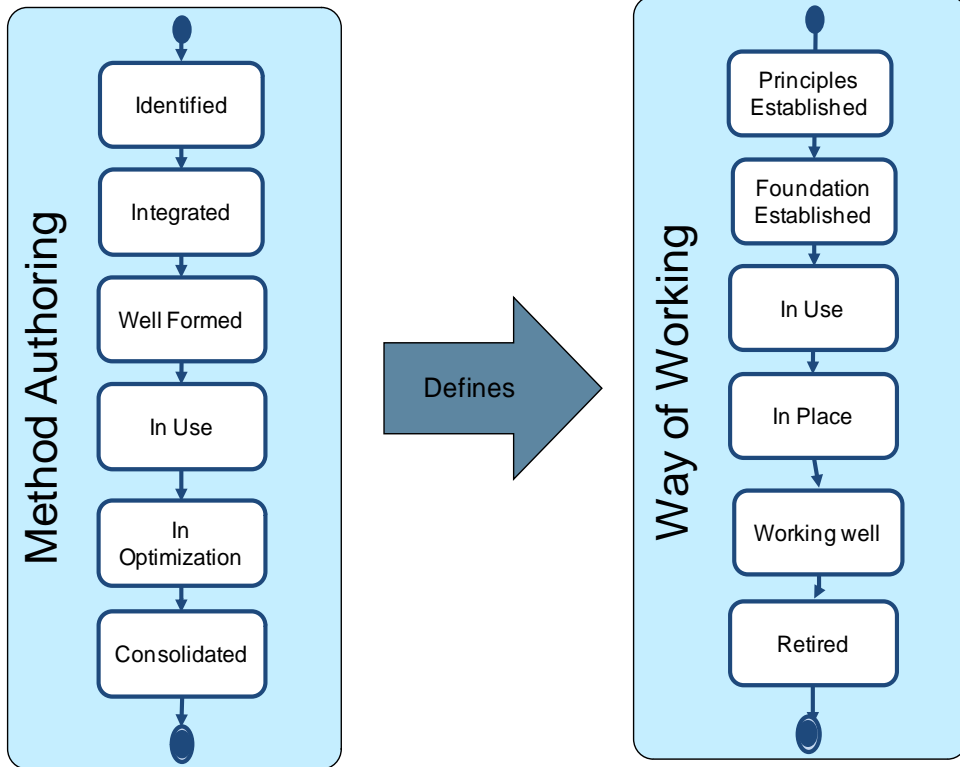 Method Authoring
Identified
Integrated
Well Formed
In Use
In
Optimization
Consolidated
Defines
Way of Working
Principles
Established
Foundation
Established
In Use
In Place
Working well
Retired